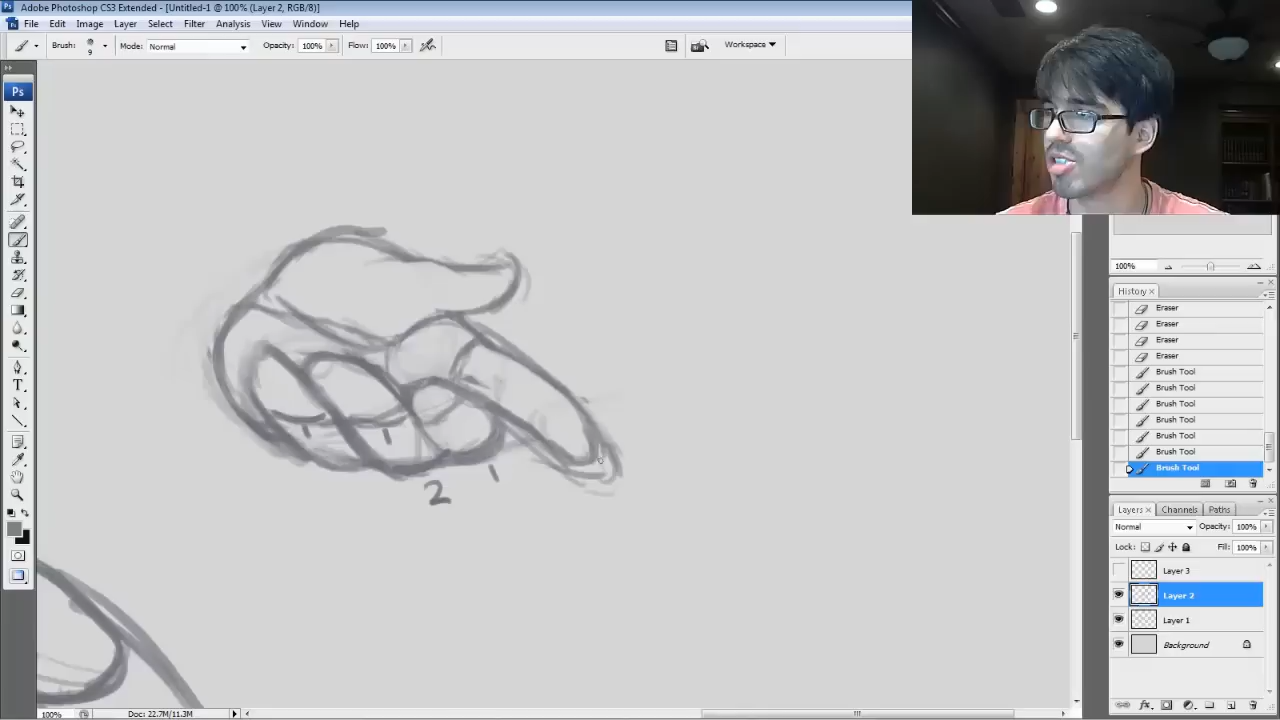 Adobe Photoshop CS3 Extended - [Untitled-1 @ 100% (Layer 2, RGB/8)]
File Edit Image Layer Select Filter Analysis View Window Help
Brush: 9 Mode: Normal Opacity: 100% Flow: 100% Workspace
Ps
T
2
100%
History
Eraser
Eraser
Eraser
Eraser
Brush Tool
Brush Tool
Brush Tool
Brush Tool
Brush Tool
Brush Tool
Brush Tool
Layers Channels Paths
Normal Opacity: 100%
Lock: Fill: 100%
Layer 3
Layer 2
Layer 1
Background
100% Doc: 22.7M/11.3M